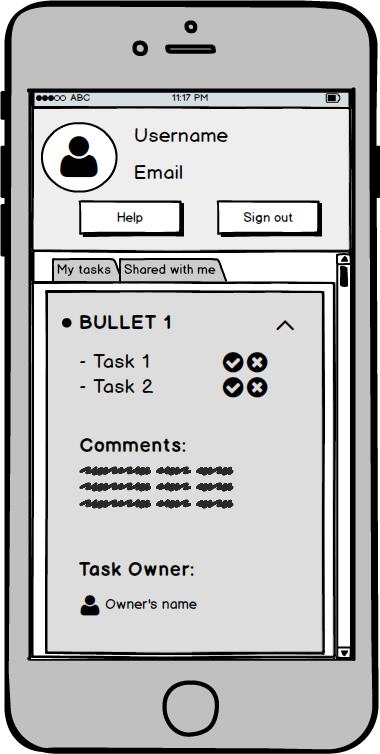 ABC 11:17 PM
Username
Email
Help Sign out
My tasks Shared with me
• BULLET 1
- Task 1
- Task 2
Comments:
Task Owner:
Owner's name